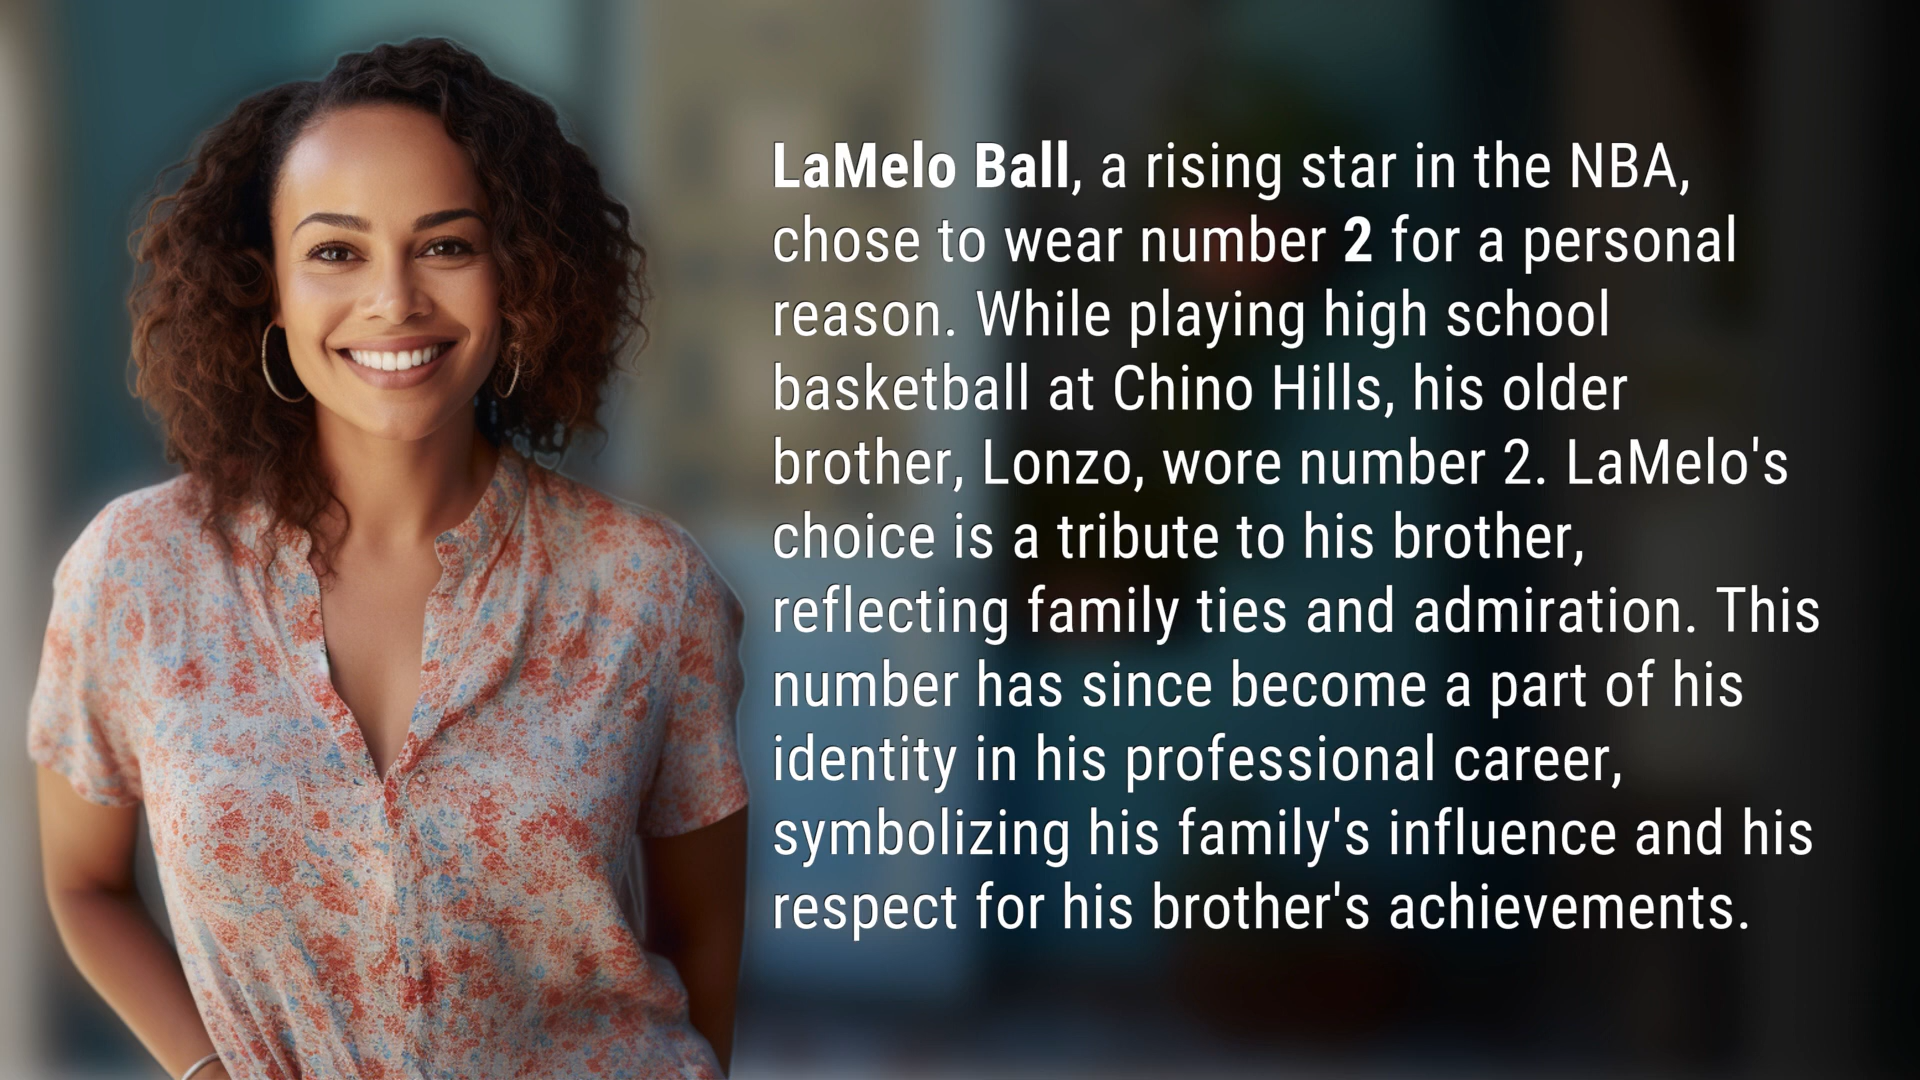 LaMelo Ball, a rising star in the NBA,
chose to wear number 2 for a personal
reason. While playing high school
basketball at Chino Hills, his older
brother, Lonzo, wore number 2. LaMelo's
choice is a tribute to his brother,
reflecting family ties and admiration. This
number has since become a part of his
identity in his professional career,
symbolizing his family's influence and his
respect for his brother's achievements.